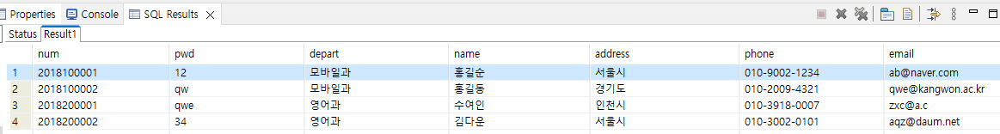 Properties Console SQL Results
Status Result1
num pwd depart name address phone email
1 2018100001 12 모바일과 홍길순 서울시 010-9002-1234 ab@naver.com
2 2018100002 qw 모바일과 홍길동 경기도 010-2009-4321 qwe@kangwon.ac.kr
3 2018200001 qwe 영어과 수여인 인천시 010-3918-0007 zxc@a.c
4 2018200002 34 영어과 김다운 서울시 010-3002-0101 aqz@daum.net